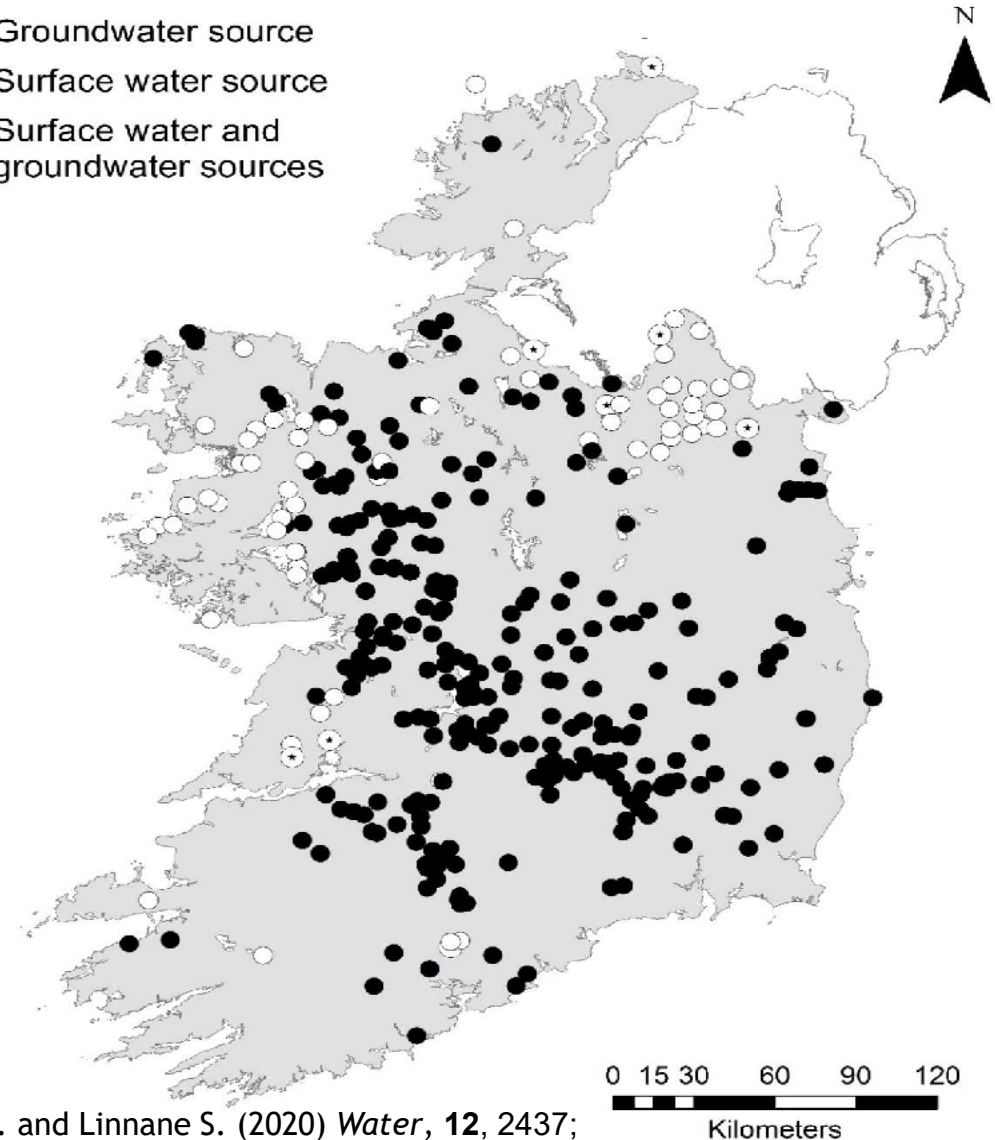 Groundwater source
Surface water source
Surface water and
groundwater sources
N
0 15 30 60 90 120
Kilometers
. and Linnane S. (2020) Water, 12, 2437;